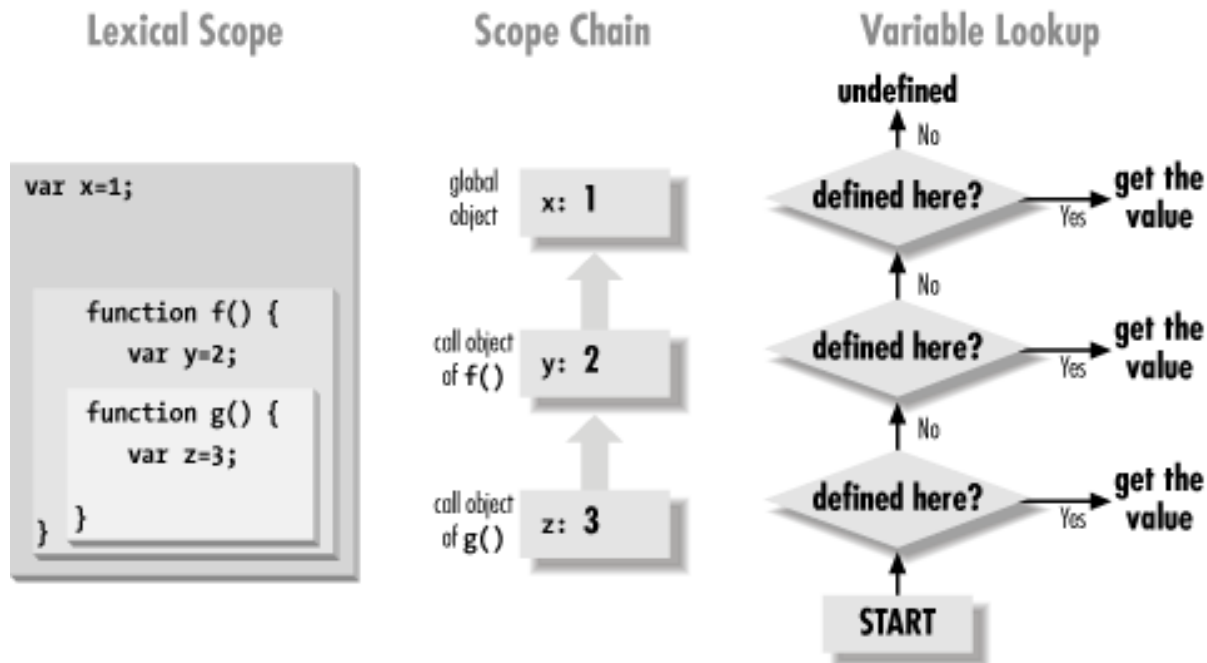 Lexical Scope
var x=1;
function f() {
var y=2;
function g() {
var z=3;
}
}
Scope Chain
global
object
x: 1
call object
of f()
y: 2
call object
of g()
z: 3
Variable Lookup
undefined
No
defined here?
Yes
get the
value
No
defined here?
Yes
get the
value
No
defined here?
Yes
get the
value
START